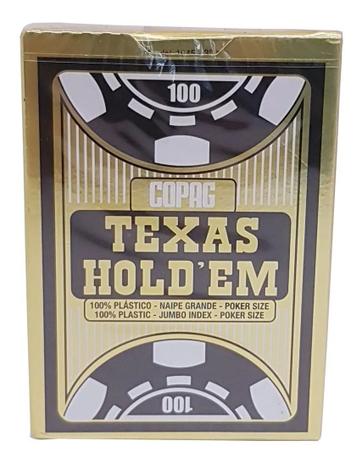 100
COPAG
TEXAS
HOLD'EM
100% PLÁSTICO - NAIPE GRANDE - POKER SIZE
100% PLASTIC - JUMBO INDEX - POKER SIZE
100